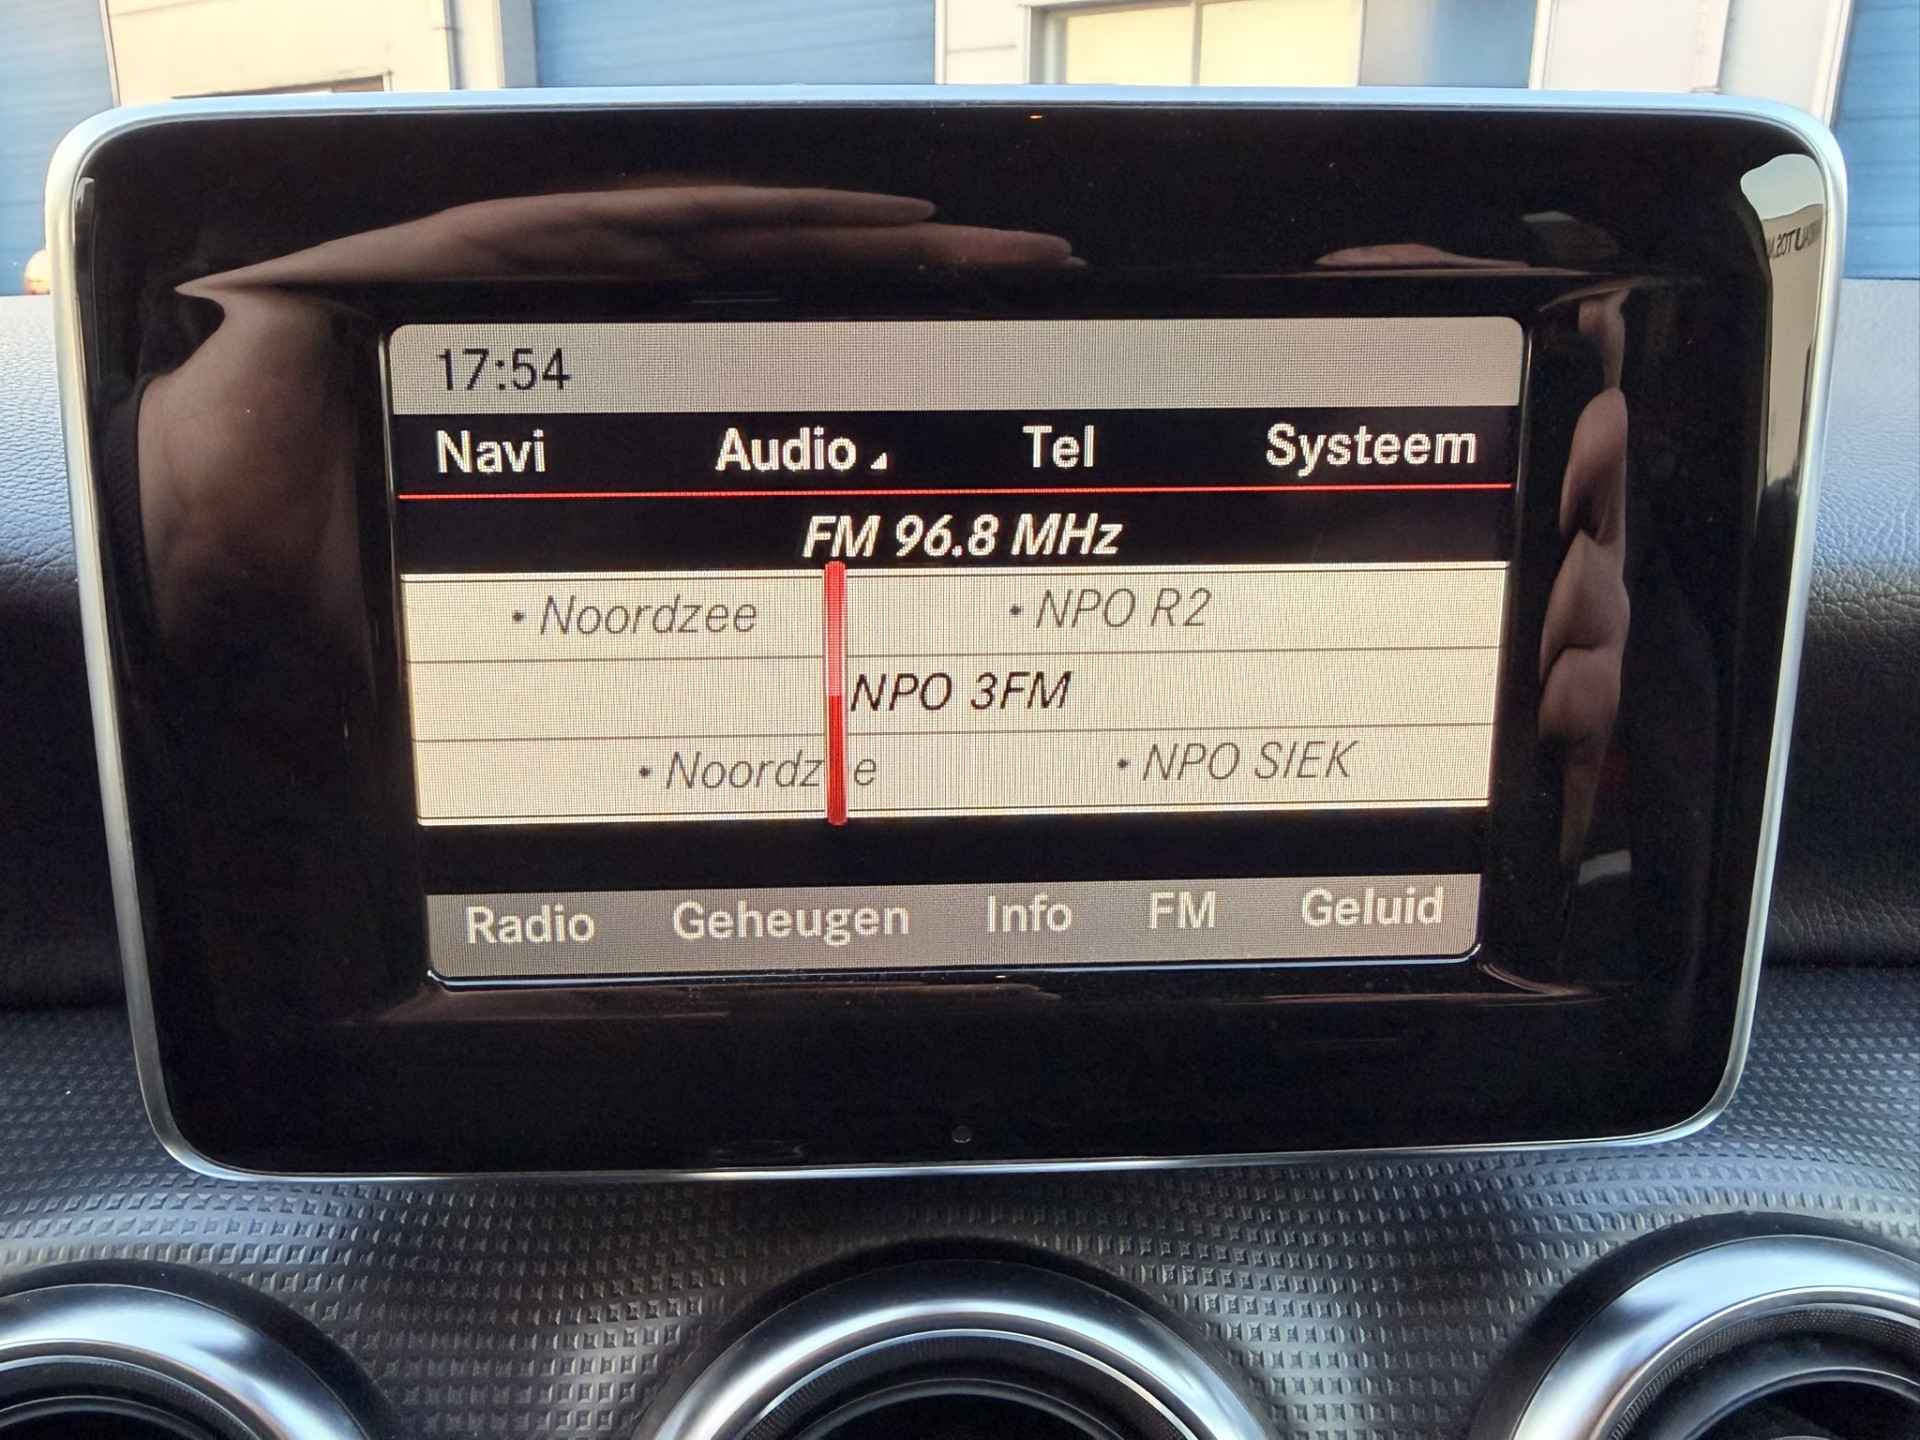 17:54
Navi Audio Tel Systeem
FM 96.8 MHz
• Noordzee • NPO R2
NPO 3FM
• Noordz e • NPO SIEK
Radio Geheugen Info FM Geluid